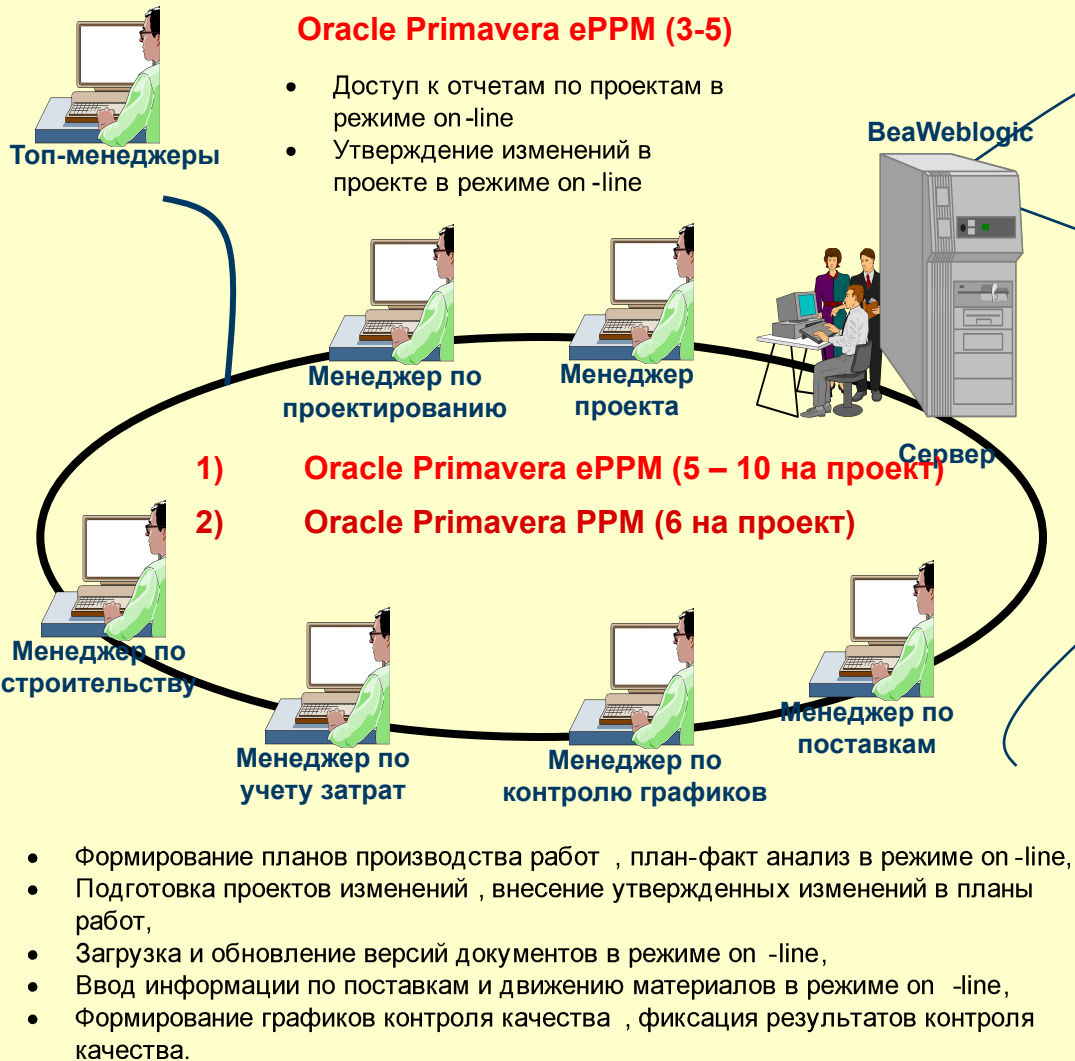 Oracle Primavera ePPM (3-5)
• Доступ к отчетам по проектам в
режиме on-line
• Утверждение изменений в
проекте в режиме on-line
Топ-менеджеры
BeaWeblogic
Менеджер по
проектированию
Менеджер
проекта
Сервер
1) Oracle Primavera ePPM (5 – 10 на проект)
2) Oracle Primavera PPM (6 на проект)
Менеджер по
строительству
Менеджер по
учету затрат
Менеджер по
контролю графиков
Менеджер по
поставкам
• Формирование планов производства работ , план-факт анализ в режиме on -line,
• Подготовка проектов изменений , внесение утвержденных изменений в планы
работ,
• Загрузка и обновление версий документов в режиме on -line,
• Ввод информации по поставкам и движению материалов в режиме on -line,
• Формирование графиков контроля качества , фиксация результатов контроля
качества.